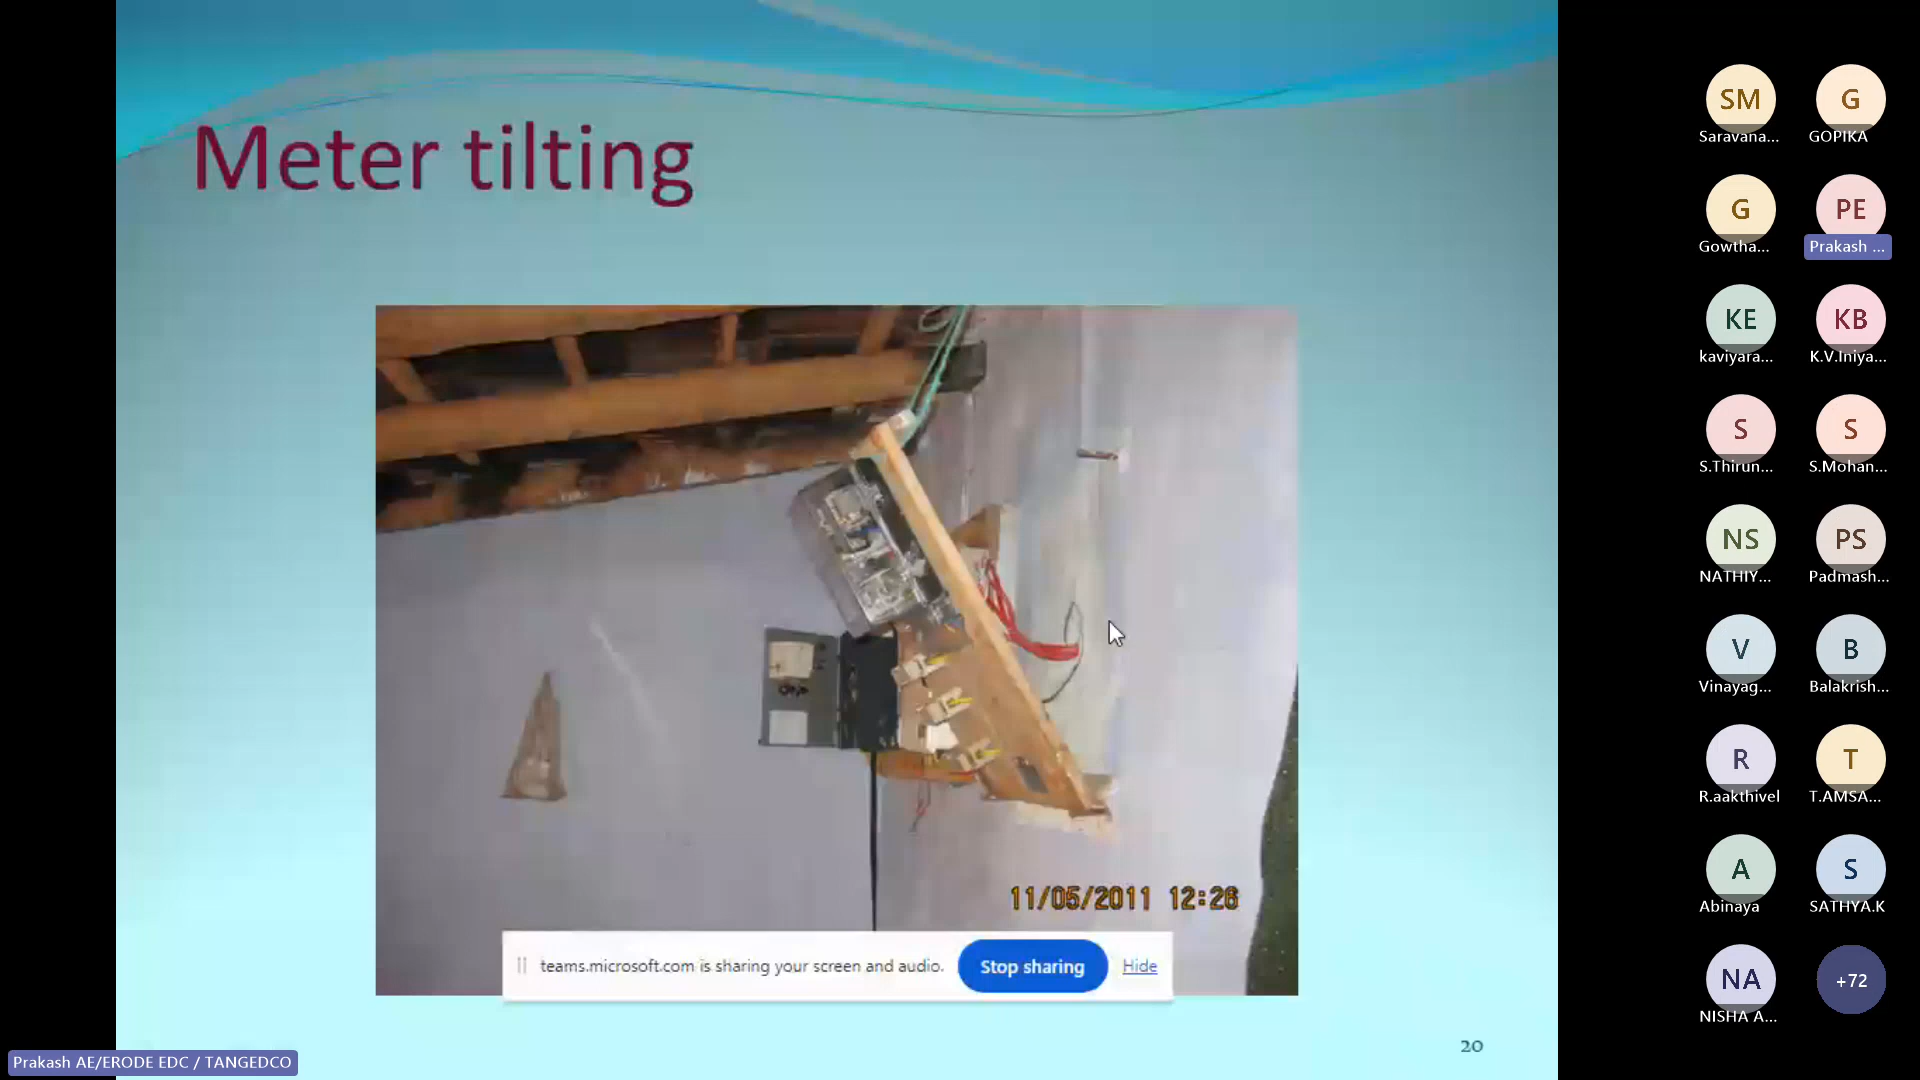 Meter tilting
11/05/2011 12:26
teams.microsoft.com is sharing your screen and audio.
Stop sharing
Hide
20
Prakash AE/ERODE EDC / TANGEDCO
SM
Saravana...
G
GOPIKA
G
Gowtha...
PE
Prakash ...
KE
kaviyara...
KB
K.V.Iniya...
S
S.Thirun...
S
S.Mohan...
NS
NATHIY...
PS
Padmash...
V
Vinayag...
B
Balakrish...
R
R.aakthivel
T
T.AMSA...
A
Abinaya
S
SATHYA.K
NA
NISHA A...
+72